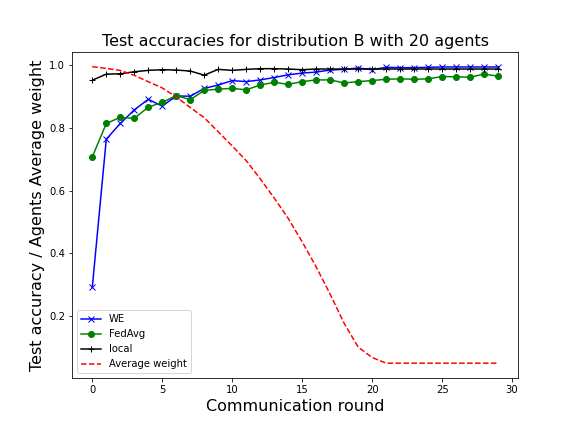 Test accuracies for distribution B with 20 agents
Test accuracy / Agents Average weight
1.0
0.8
0.6
0.4
0.2
WE
FedAvg
local
Average weight
0
5
10
15
20
25
30
Communication round